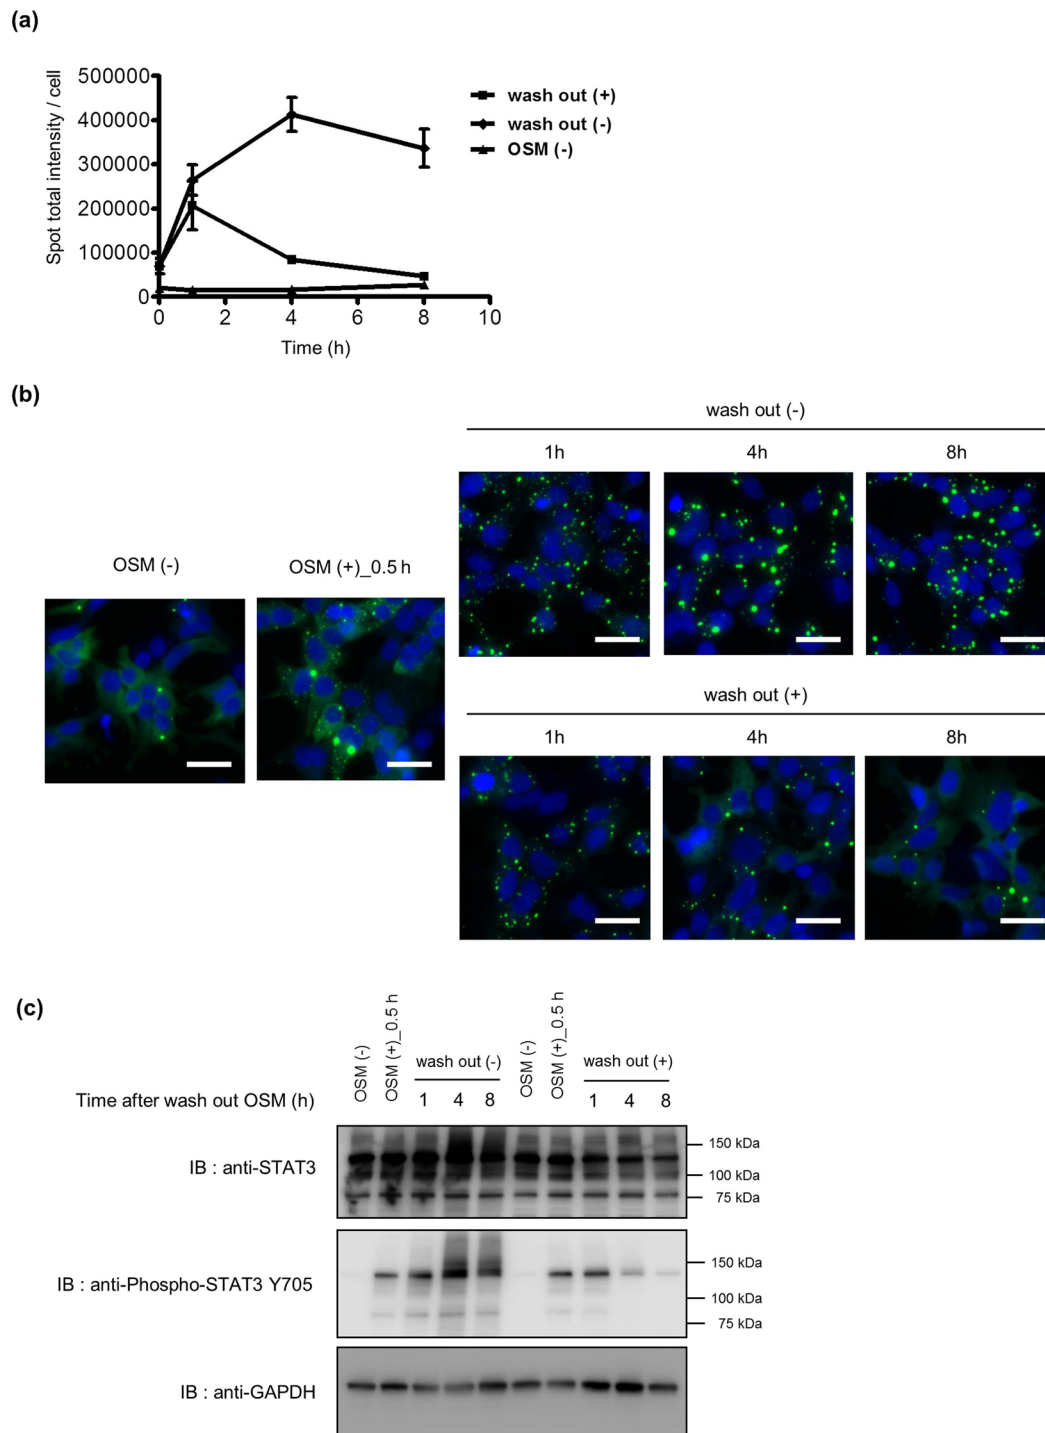 (a)
500000
400000
300000
200000
100000
0
Spot total intensity / cell
0 2 4 6 8 10
Time (h)
wash out (+)
wash out (-)
OSM (-)
(b)
wash out (-)
1h 4h 8h
OSM (-) OSM (+)_0.5 h
wash out (+)
1h 4h 8h
(c)
OSM (-) OSM (+)_0.5 h wash out (-) OSM (-) OSM (+)_0.5 h wash out (+)
Time after wash out OSM (h) 1 4 8 1 4 8
IB : anti-STAT3
150 kDa
100 kDa
75 kDa
IB : anti-Phospho-STAT3 Y705
150 kDa
100 kDa
75 kDa
IB : anti-GAPDH